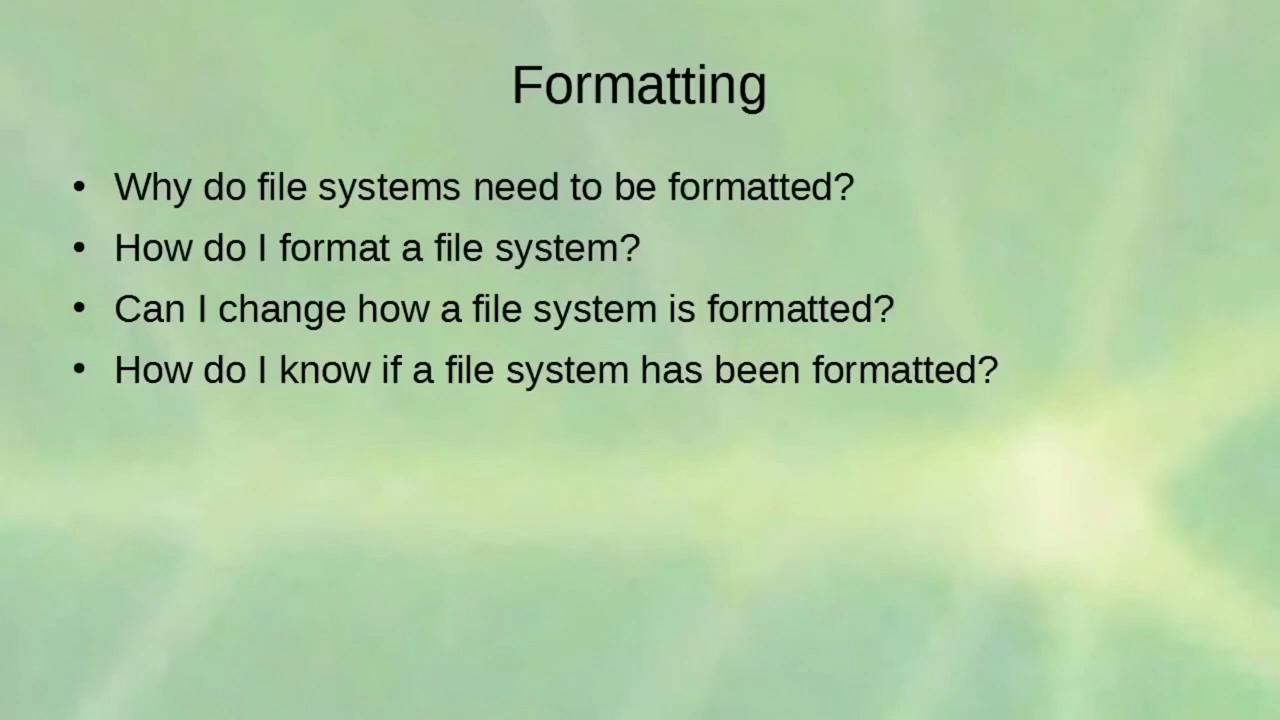 Formatting
• Why do file systems need to be formatted?
• How do I format a file system?
• Can I change how a file system is formatted?
• How do I know if a file system has been formatted?